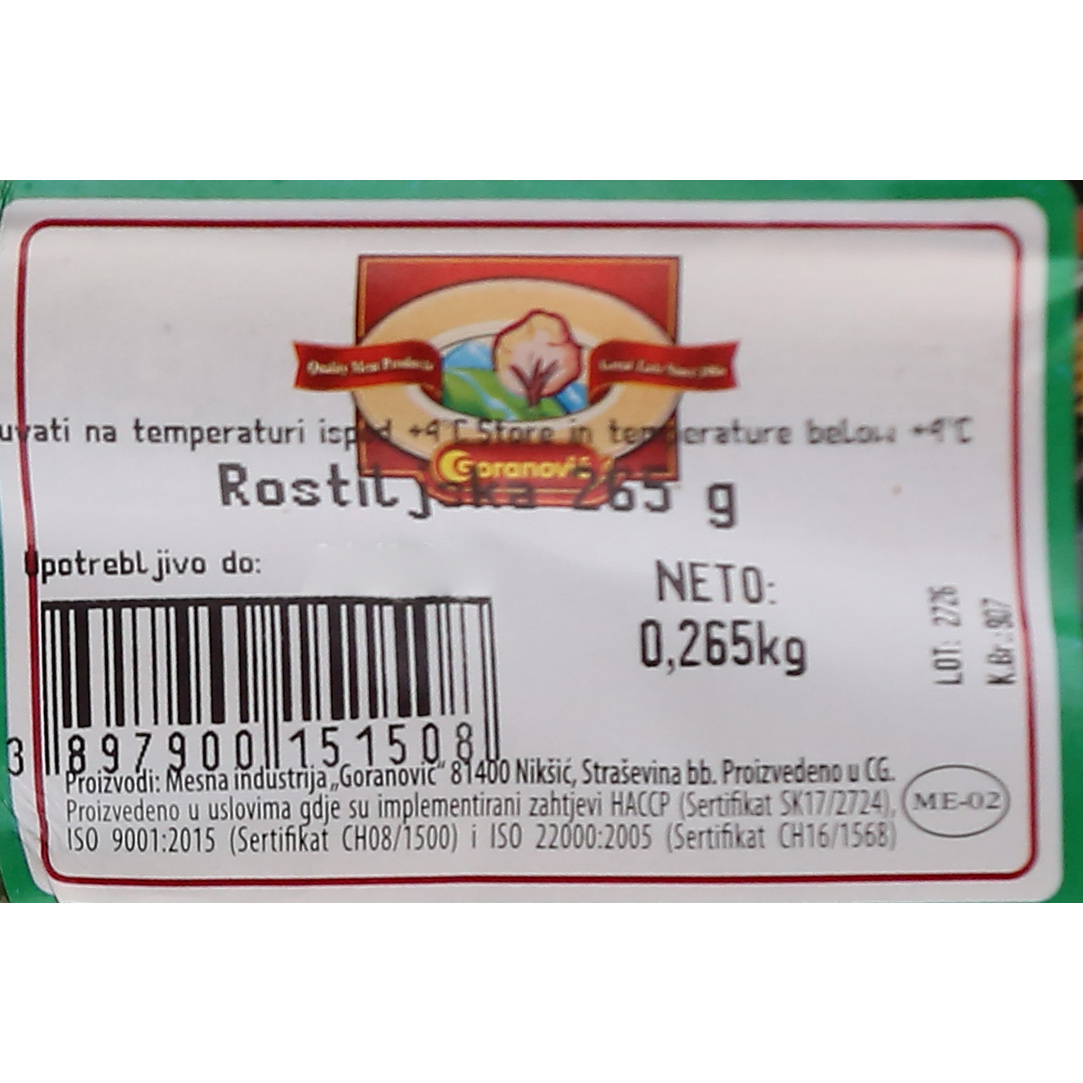 Quality Meat Products
uvati na temperaturi ispod +4°C Store in temperature below +4°C
Goranović
Rostiljska 265 g
Upotrebljivo do:
NETO:
0,265kg
LOT: 2726
K.Br.:907
3 897900 151508
Proizvodi: Mesna industrija „Goranović“ 81400 Nikšić, Straševina bb. Proizvedeno u CG.
Proizvedeno u uslovima gdje su implementirani zahtjevi HACCP (Sertifikat SK17/2724),
ISO 9001:2015 (Sertifikat CH08/1500) i ISO 22000:2005 (Sertifikat CH16/1568)
ME-02